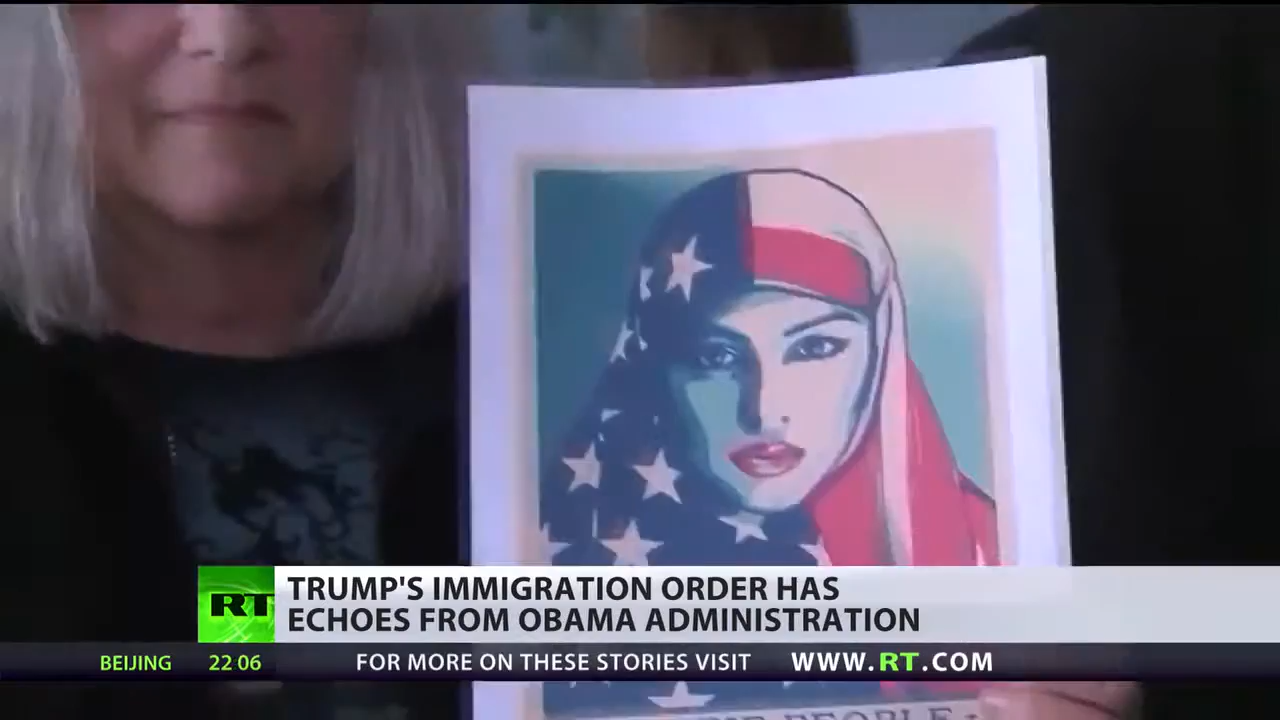 PEOPLE
RT
TRUMP'S IMMIGRATION ORDER HAS
ECHOES FROM OBAMA ADMINISTRATION
BEIJING 22:06 FOR MORE ON THESE STORIES VISIT WWW.RT.COM